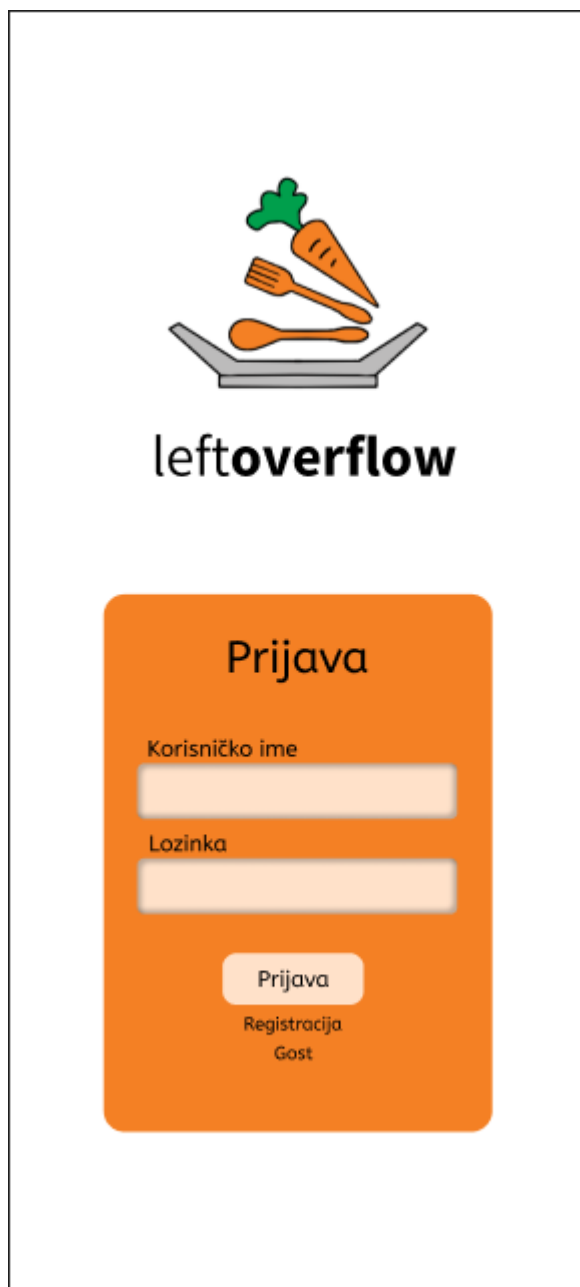 leftoverflow
Prijava
Korisničko ime
Lozinka
Prijava
Registracija
Gost